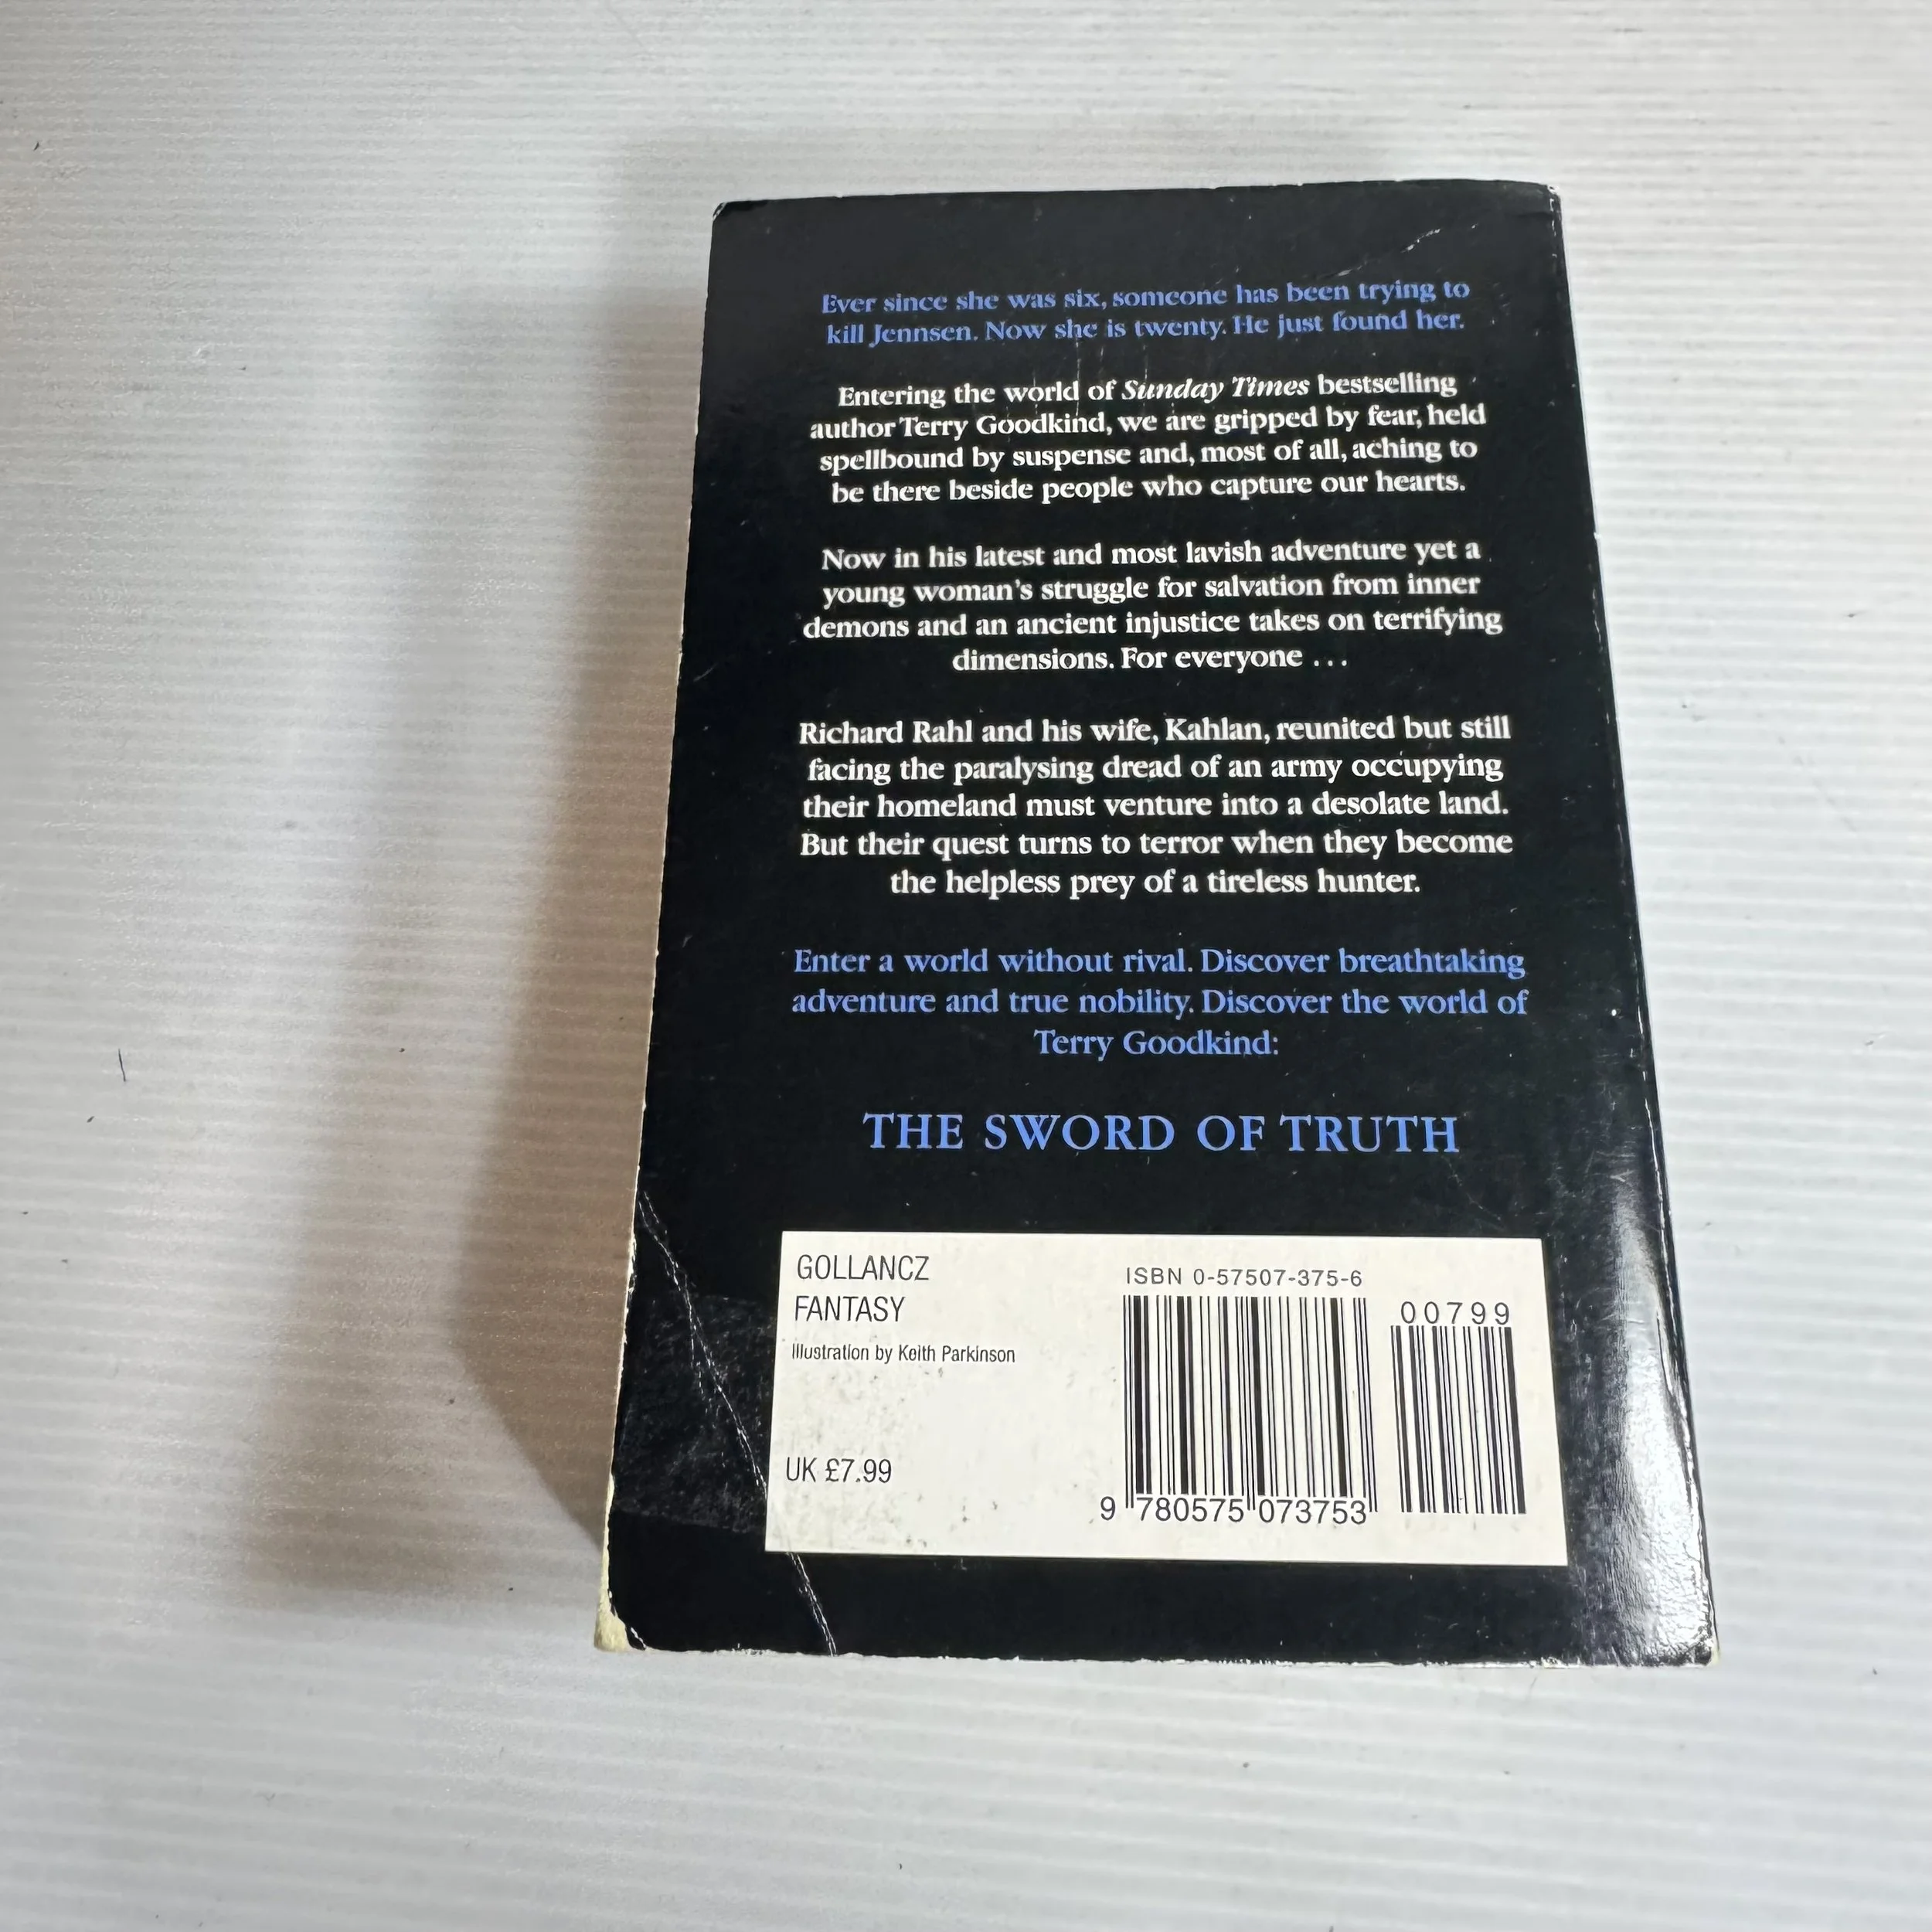 Ever since she was six, someone has been trying to
kill Jennsen. Now she is twenty. He just found her.
Entering the world of Sunday Times bestselling
author Terry Goodkind, we are gripped by fear, held
spellbound by suspense and, most of all, aching to
be there beside people who capture our hearts.
Now in his latest and most lavish adventure yet a
young woman's struggle for salvation from inner
demons and an ancient injustice takes on terrifying
dimensions. For everyone ...
Richard Rahl and his wife, Kahlan, reunited but still
facing the paralysing dread of an army occupying
their homeland must venture into a desolate land.
But their quest turns to terror when they become
the helpless prey of a tireless hunter.
Enter a world without rival. Discover breathtaking
adventure and true nobility. Discover the world of
Terry Goodkind:
THE SWORD OF TRUTH
GOLLANCZ
FANTASY
Illustration by Keith Parkinson
UK £7.99
ISBN 0-57507-375-6
00799
9 780575 073753